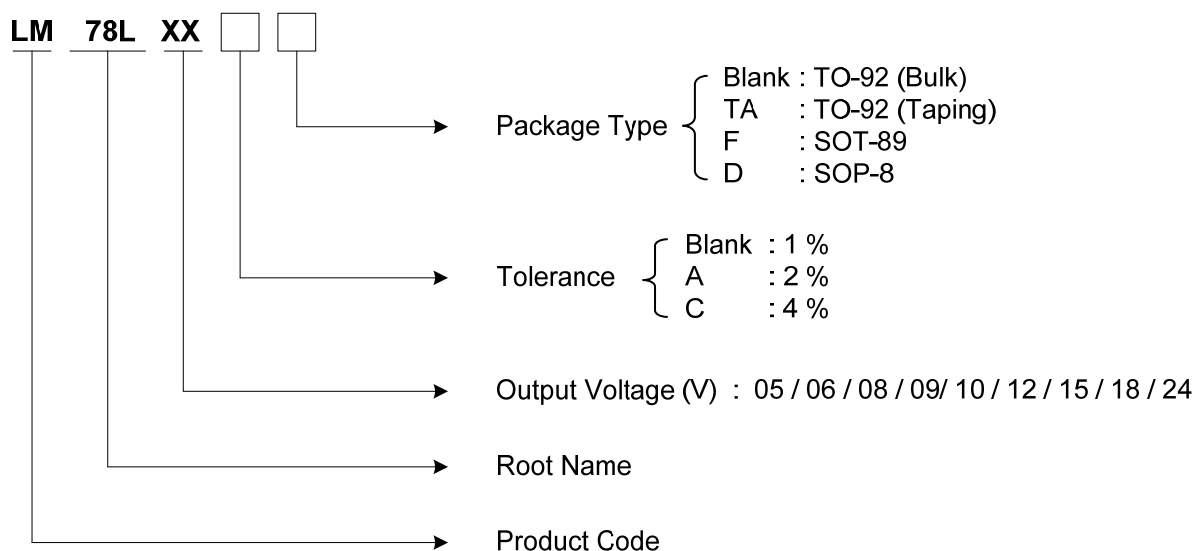 LM 78L XX
Blank : TO-92 (Bulk)
TA : TO-92 (Taping)
Package Type
F : SOT-89
D : SOP-8
Blank : 1 %
Tolerance
A : 2 %
C : 4 %
Output Voltage (V) : 05 / 06 / 08 / 09/ 10 / 12 / 15 / 18 / 24
Root Name
Product Code